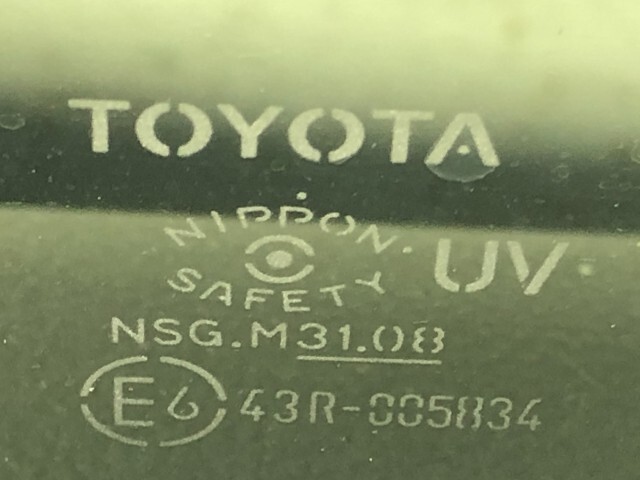 TOYOTA
NIPPON
SAFETY
UV
NSG.M31.08
E6 43R-005834